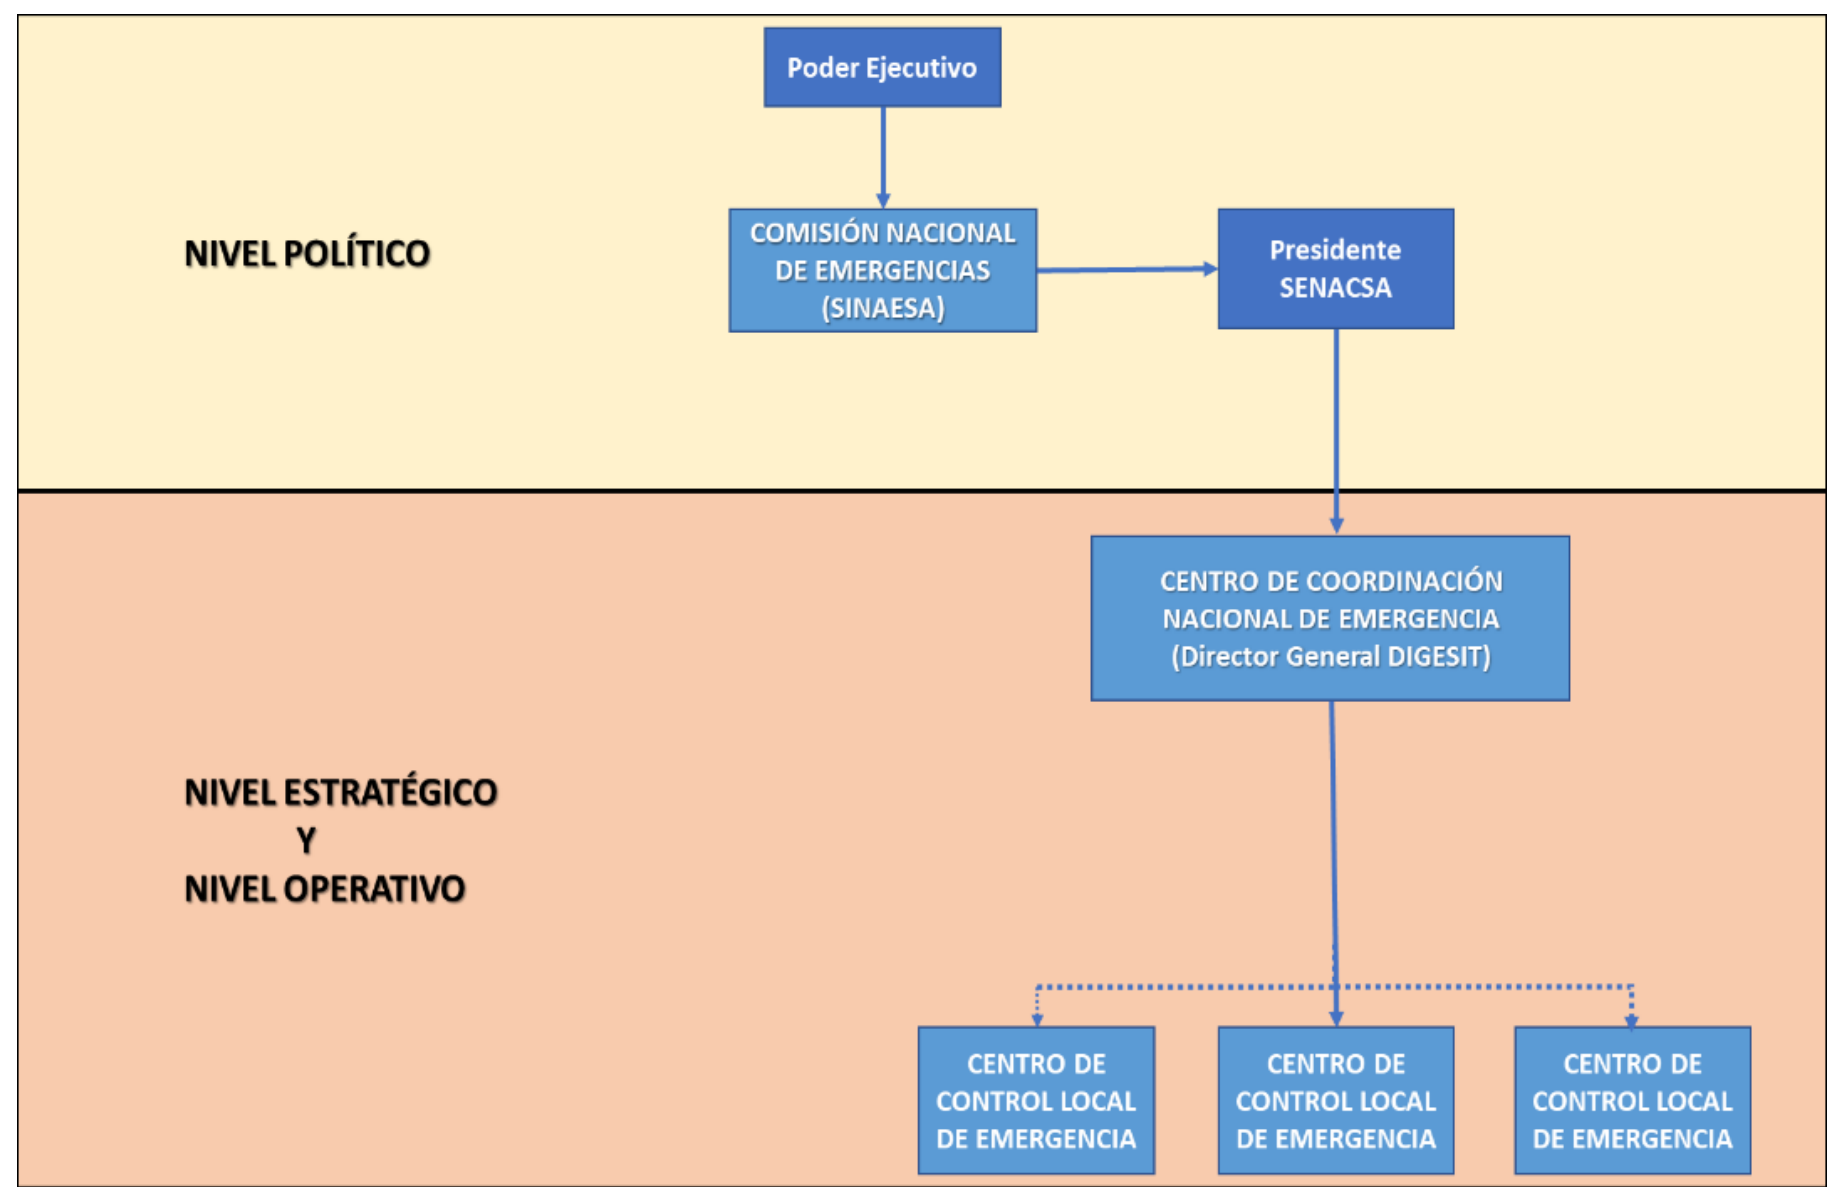 Poder Ejecutivo
NIVEL POLÍTICO
COMISIÓN NACIONAL
DE EMERGENCIAS
(SINAESA)
Presidente
SENACSA
CENTRO DE COORDINACIÓN
NACIONAL DE EMERGENCIA
(Director General DIGESIT)
NIVEL ESTRATÉGICO
Y
NIVEL OPERATIVO
CENTRO DE
CONTROL LOCAL
DE EMERGENCIA
CENTRO DE
CONTROL LOCAL
DE EMERGENCIA
CENTRO DE
CONTROL LOCAL
DE EMERGENCIA